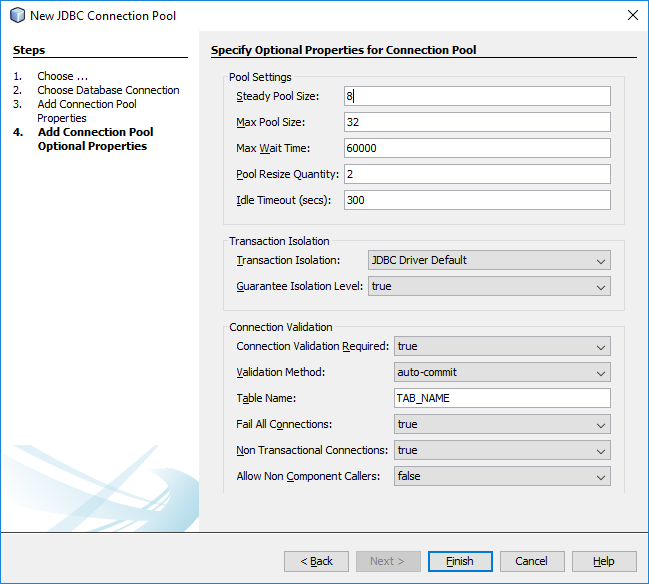 New JDBC Connection Pool
Steps
1. Choose ...
2. Choose Database Connection
3. Add Connection Pool
Properties
4. Add Connection Pool
Optional Properties
Specify Optional Properties for Connection Pool
Pool Settings
Steady Pool Size: 8
Max Pool Size: 32
Max Wait Time: 60000
Pool Resize Quantity: 2
Idle Timeout (secs): 300
Transaction Isolation
Transaction Isolation: JDBC Driver Default
Guarantee Isolation Level: true
Connection Validation
Connection Validation Required: true
Validation Method: auto-commit
Table Name: TAB_NAME
Fail All Connections: true
Non Transactional Connections: true
Allow Non Component Callers: false
< Back Next > Finish Cancel Help